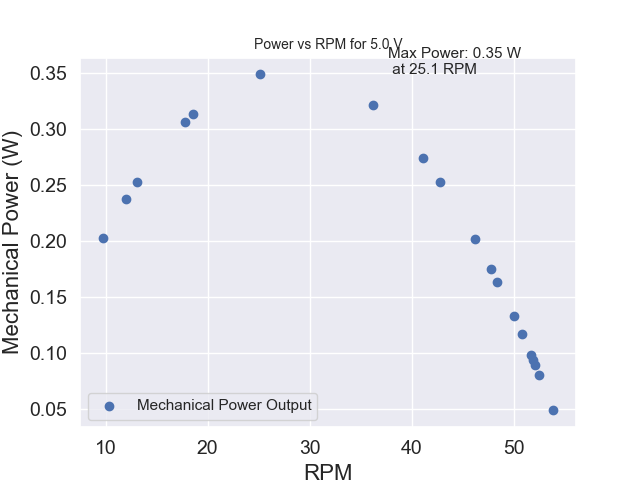 Power vs RPM for 5.0 V
Max Power: 0.35 W
at 25.1 RPM
0.35
0.30
0.25
0.20
0.15
0.10
0.05
Mechanical Power (W)
Mechanical Power Output
10
20
30
40
50
RPM